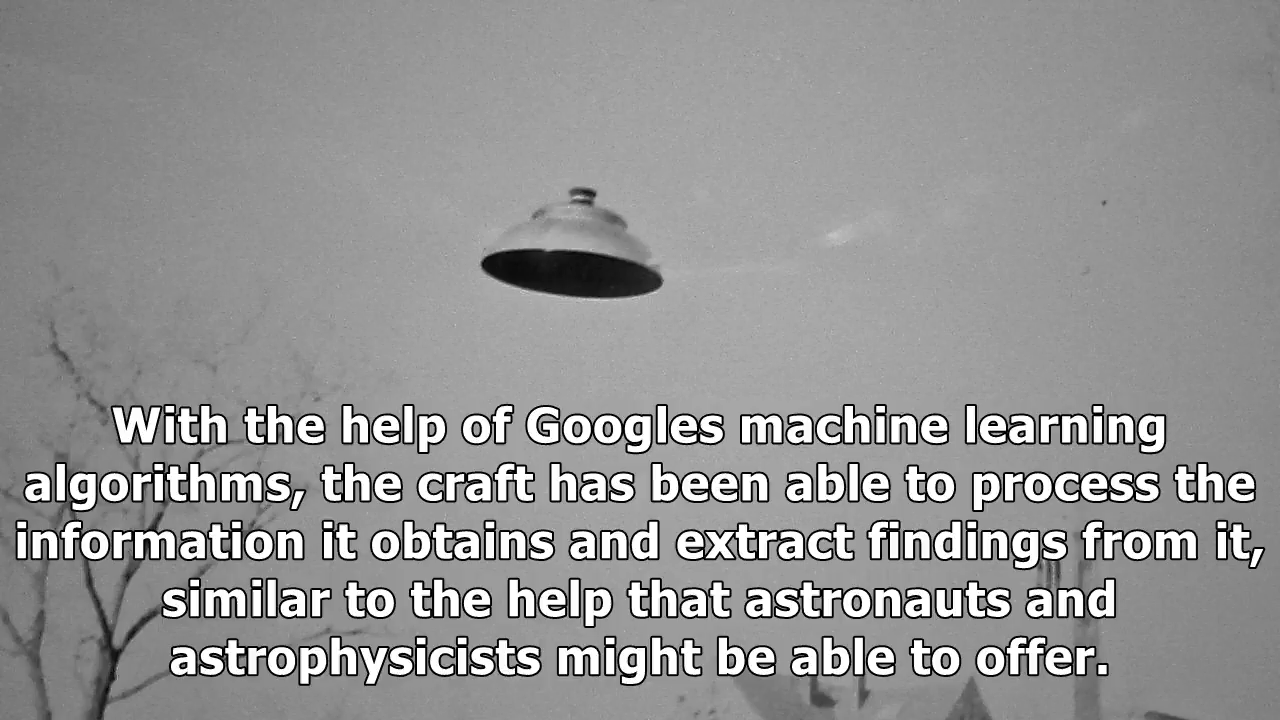 With the help of Googles machine learning
algorithms, the craft has been able to process the
information it obtains and extract findings from it,
similar to the help that astronauts and
astrophysicists might be able to offer.